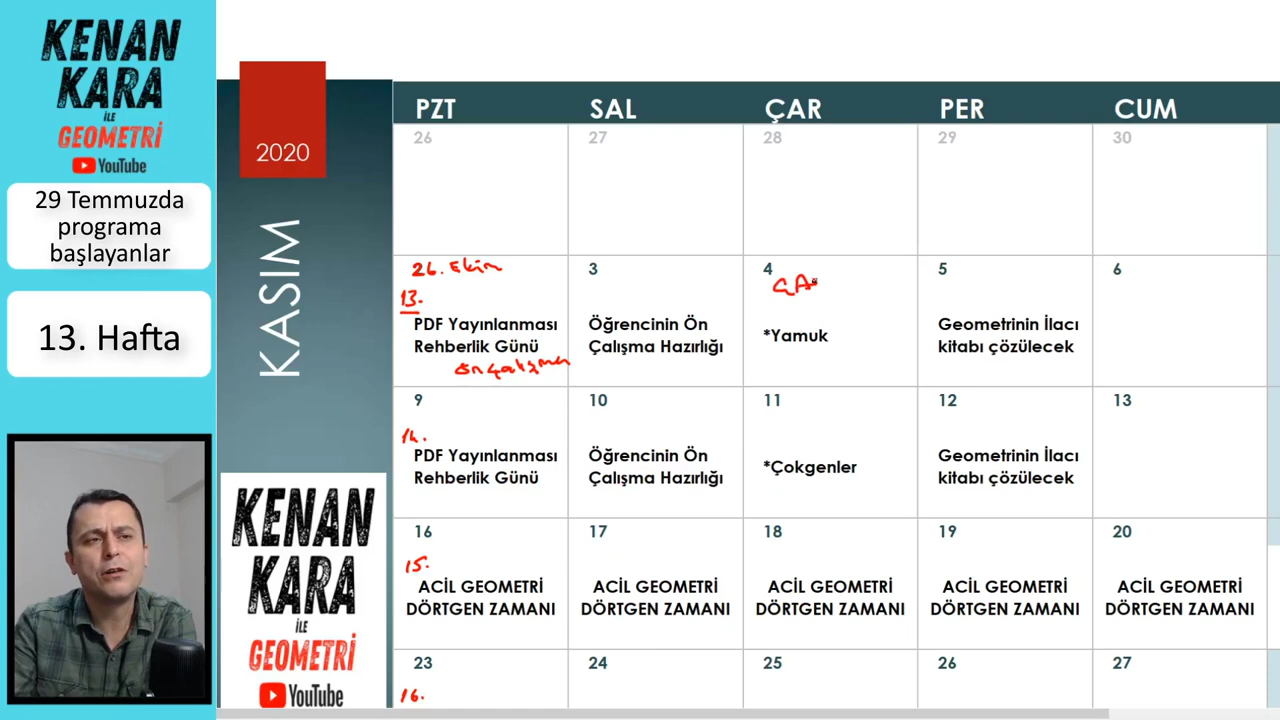 KENAN
KARA
İLE
GEOMETRİ
YouTube
29 Temmuzda
programa
başlayanlar
13. Hafta
2020
KASIM
KENAN
KARA
İLE
GEOMETRİ
YouTube
PZT SAL ÇAR PER CUM
26 27 28 29 30
26. Ekim 3 4 5 6
ÇA
13.
PDF Yayınlanması
Rehberlik Günü
Ön Çalışma
Öğrencinin Ön
Çalışma Hazırlığı
*Yamuk
Geometrinin İlacı
kitabı çözülecek
9 10 11 12 13
14.
PDF Yayınlanması
Rehberlik Günü
Öğrencinin Ön
Çalışma Hazırlığı
*Çokgenler
Geometrinin İlacı
kitabı çözülecek
16 17 18 19 20
15.
ACİL GEOMETRİ
DÖRTGEN ZAMANI
ACİL GEOMETRİ
DÖRTGEN ZAMANI
ACİL GEOMETRİ
DÖRTGEN ZAMANI
ACİL GEOMETRİ
DÖRTGEN ZAMANI
ACİL GEOMETRİ
DÖRTGEN ZAMANI
23 24 25 26 27
16.